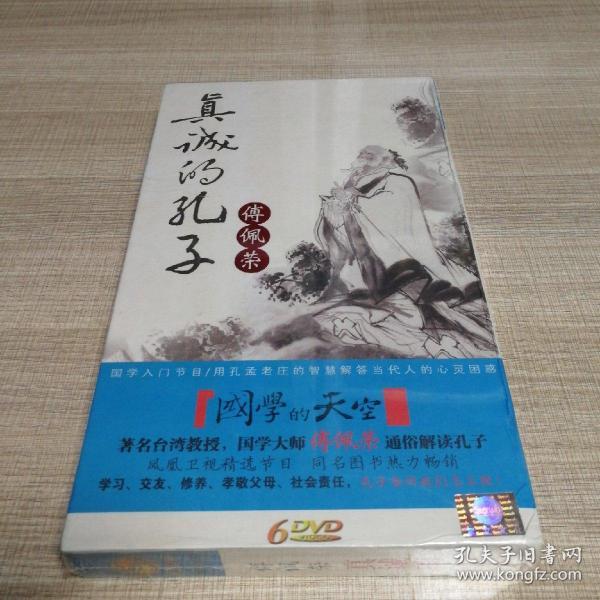 真诚的孔子
傅佩荣
国学入门节目/用孔孟老庄的智慧解答当代人的心灵困惑
國學的天空
著名台湾教授，国学大师傅佩荣通俗解读孔子
凤凰卫视精选节目 同名图书热力畅销
学习、交友、修养、孝敬父母、社会责任，
6DVD
VIDEO
孔夫子旧书网
www.kongfz.com